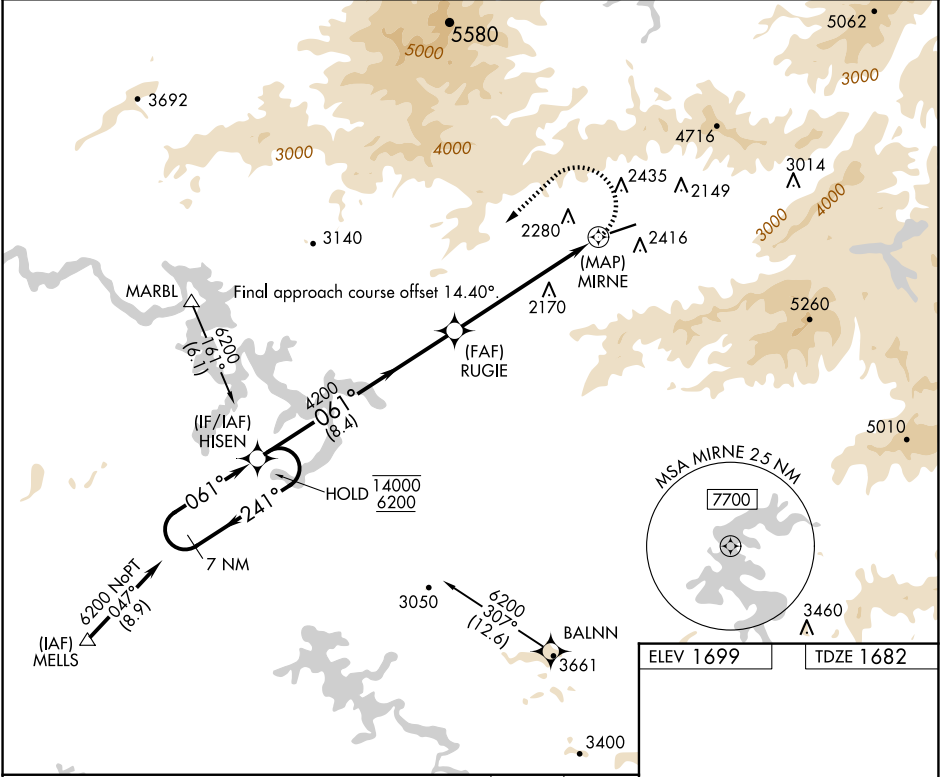 5580
5062
5000
3692
3000
4716
3000
4000
3014
2435
2149
4000
2280
3000
2416
3140
(MAP)
MIRNE
MARBL
Final approach course offset 14.40°.
2170
5260
6200
161°
(6.1)
(FAF)
RUGIE
4200
061°
(8.4)
(IF/IAF)
HISEN
5010
MSA MIRNE 25 NM
7700
HOLD 14000
6200
061°
241°
7 NM
6200 NoPT
047°
(8.9)
3050
6200
307°
(12.6)
3460
(IAF)
MELLS
BALNN
3661
ELEV 1699
TDZE 1682
3400